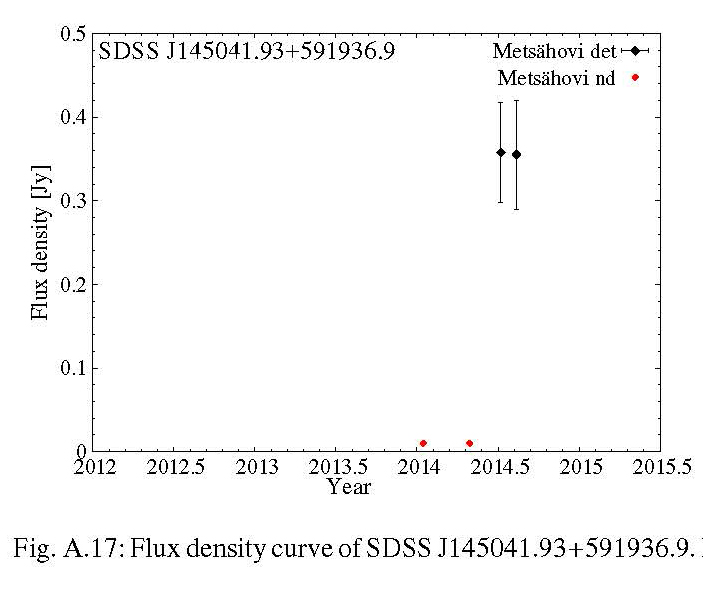 0.5
SDSS J145041.93+591936.9
Metsähovi det
Metsähovi nd
0.4
0.3
0.2
0.1
0
Flux density [Jy]
2012 2012.5 2013 2013.5 2014 2014.5 2015 2015.5
Year
Fig. A.17: Flux density curve of SDSS J145041.93+591936.9.